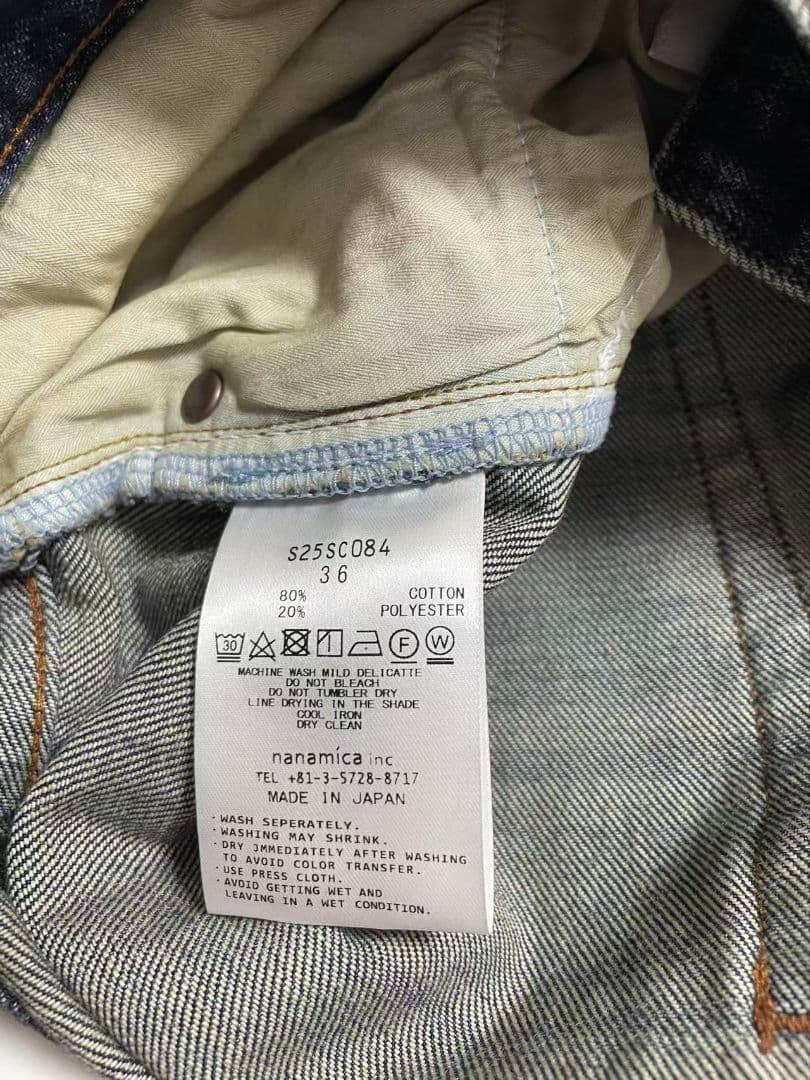 S25SC084
36
80% COTTON
20% POLYESTER
30 F W
MACHINE WASH MILD DELICATTE
DO NOT BLEACH
DO NOT TUMBLER DRY
LINE DRYING IN THE SHADE
COOL IRON
DRY CLEAN
nanamica inc
TEL +81-3-5728-8717
MADE IN JAPAN
・WASH SEPERATELY.
・WASHING MAY SHRINK.
・DRY IMMEDIATELY AFTER WASHING
TO AVOID COLOR TRANSFER.
・USE PRESS CLOTH.
・AVOID GETTING WET AND
LEAVING IN A WET CONDITION.